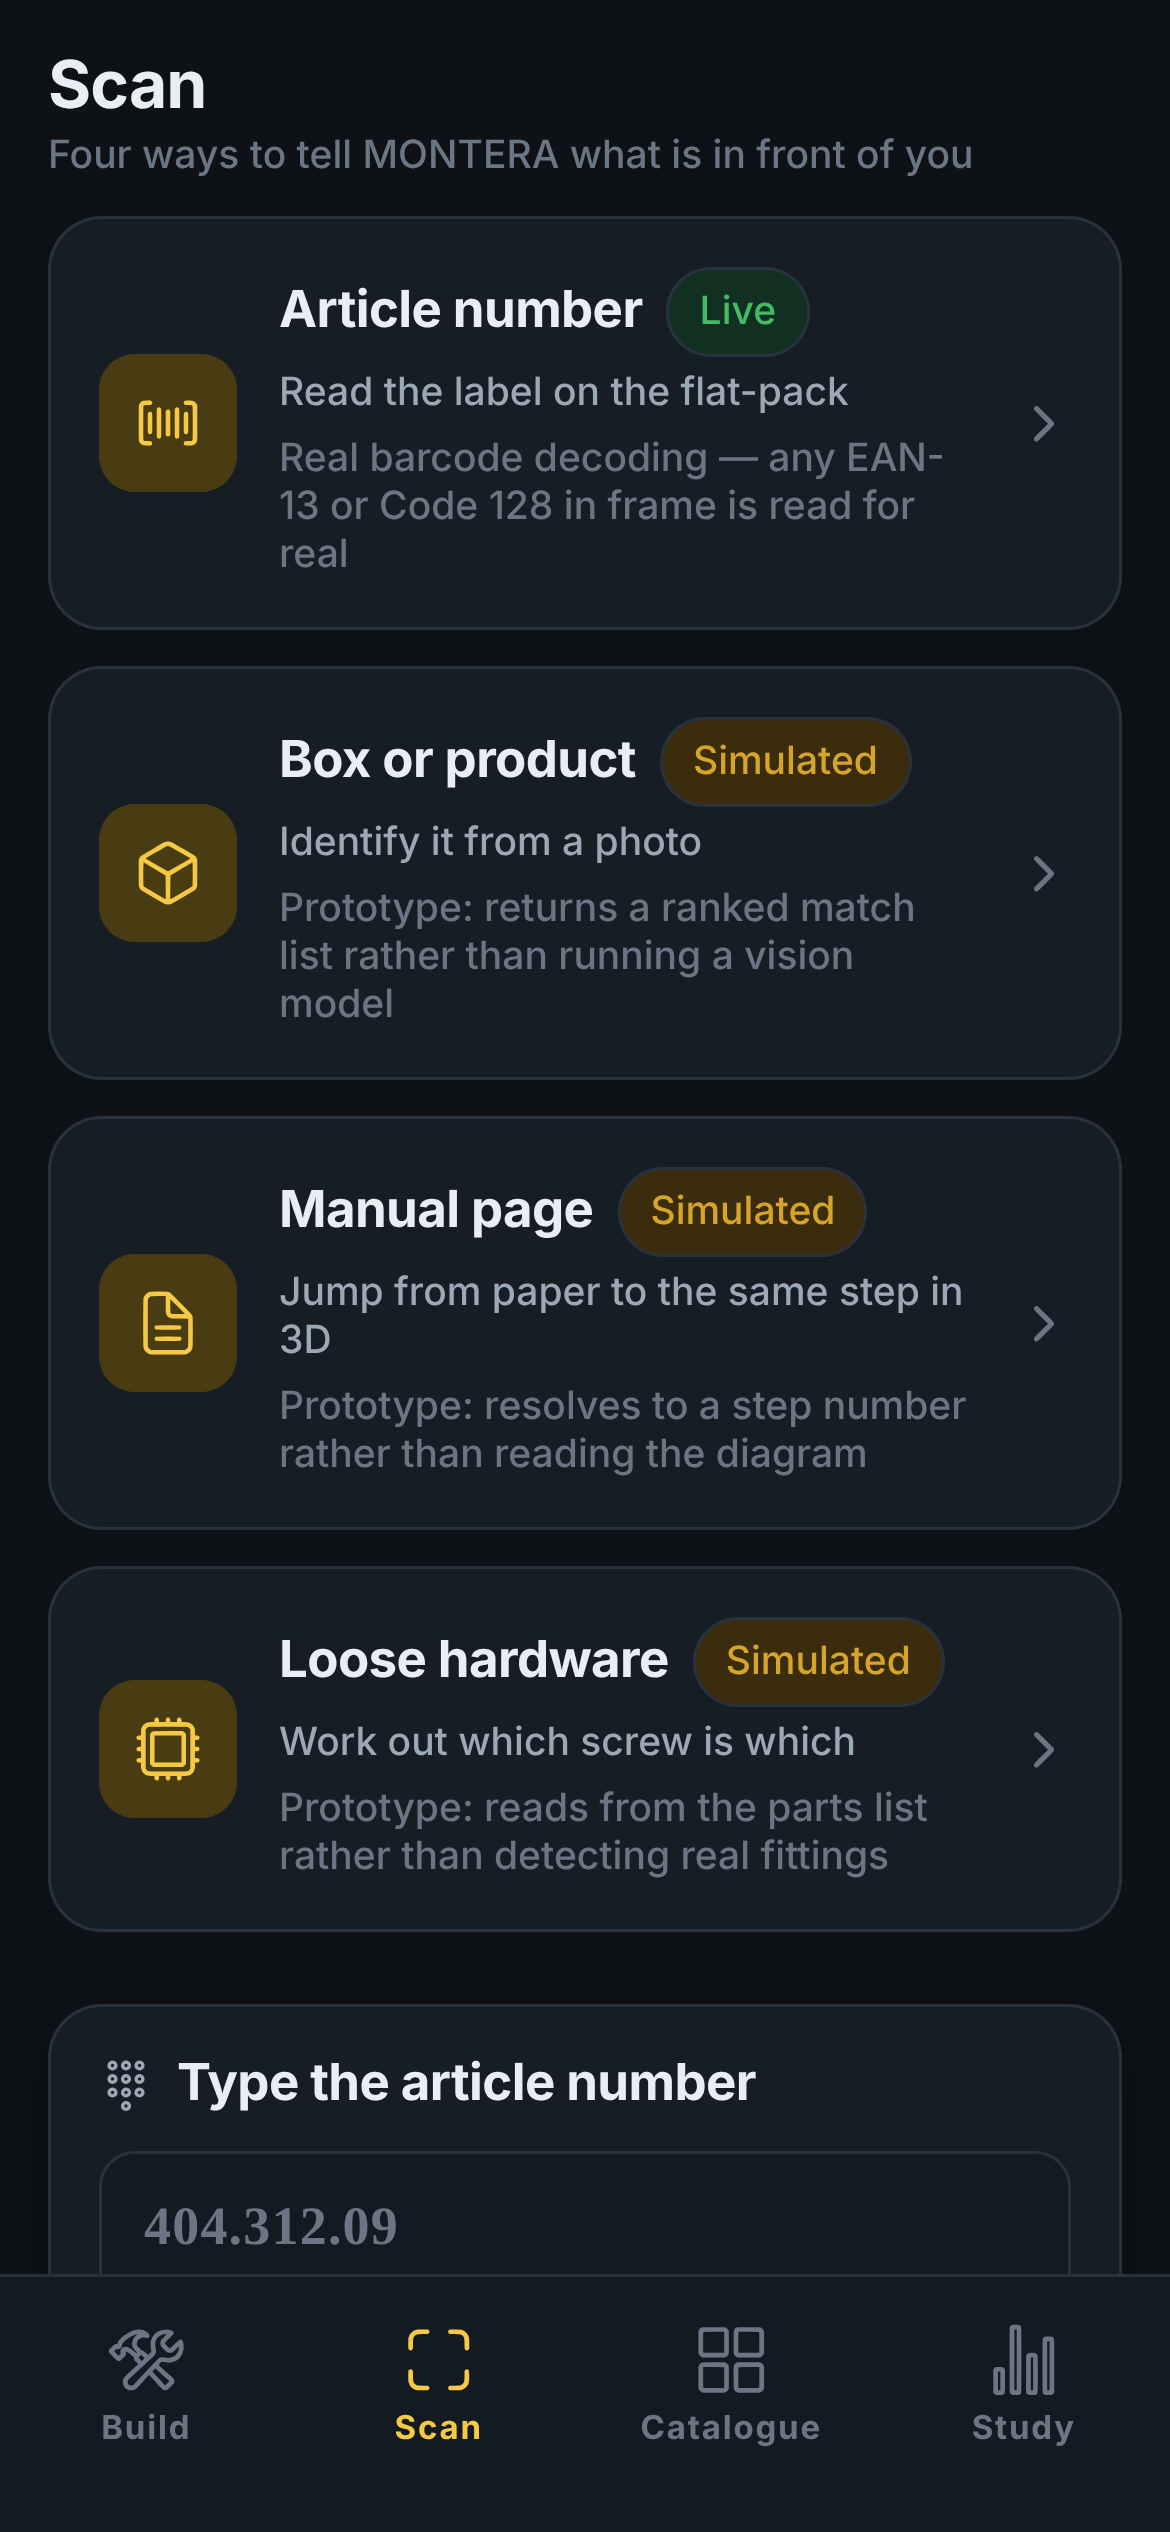 Scan
Four ways to tell MONTERA what is in front of you
Article number
Live
Read the label on the flat-pack
Real barcode decoding — any EAN-
13 or Code 128 in frame is read for
real
Box or product
Simulated
Identify it from a photo
Prototype: returns a ranked match
list rather than running a vision
model
Manual page
Simulated
Jump from paper to the same step in
3D
Prototype: resolves to a step number
rather than reading the diagram
Loose hardware
Simulated
Work out which screw is which
Prototype: reads from the parts list
rather than detecting real fittings
Type the article number
404.312.09
Build
Scan
Catalogue
Study